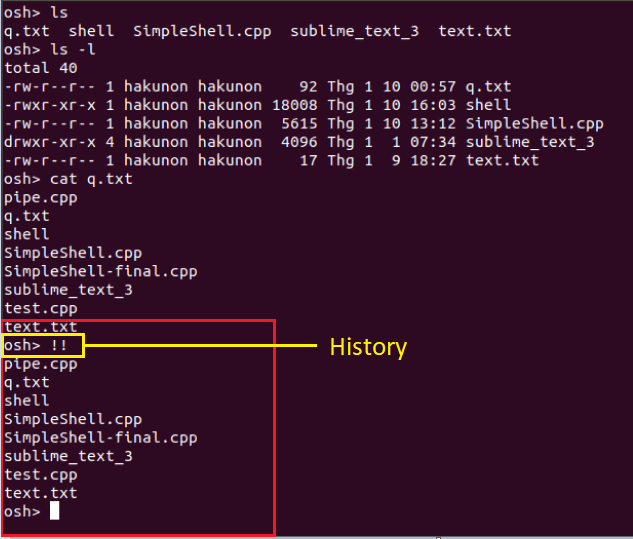 osh> ls
q.txt  shell  SimpleShell.cpp  sublime_text_3  text.txt
osh> ls -l
total 40
-rw-r--r-- 1 hakunon hakunon    92 Thg 1 10 00:57 q.txt
-rwxr-xr-x 1 hakunon hakunon 18008 Thg 1 10 16:03 shell
-rw-r--r-- 1 hakunon hakunon  5615 Thg 1 10 13:12 SimpleShell.cpp
drwxr-xr-x 4 hakunon hakunon  4096 Thg 1  1 07:34 sublime_text_3
-rw-r--r-- 1 hakunon hakunon    17 Thg 1  9 18:27 text.txt
osh> cat q.txt
pipe.cpp
q.txt
shell
SimpleShell.cpp
SimpleShell-final.cpp
sublime_text_3
test.cpp
text.txt
osh> !!
History
pipe.cpp
q.txt
shell
SimpleShell.cpp
SimpleShell-final.cpp
sublime_text_3
test.cpp
text.txt
osh>